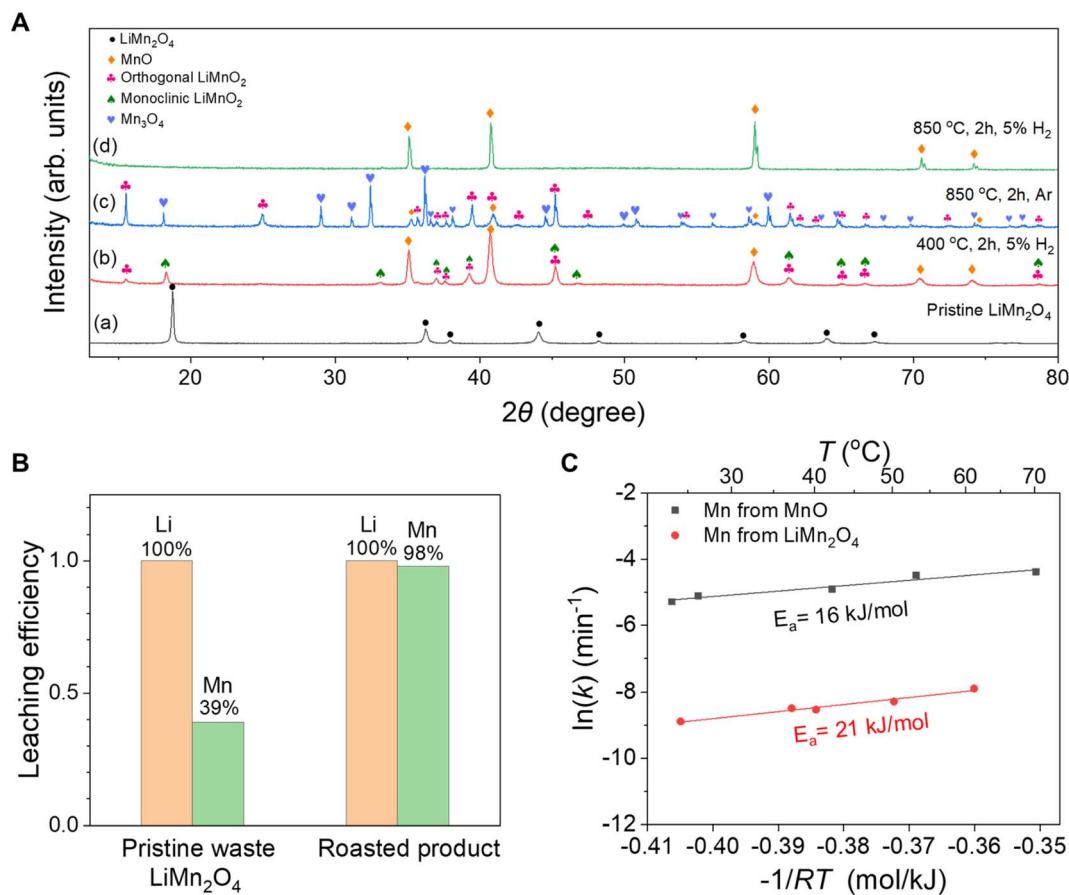 A
Intensity (arb. units)
● LiMn₂O₄
◆ MnO
♣ Orthogonal LiMnO₂
♠ Monoclinic LiMnO₂
♥ Mn₃O₄
(d)
850 °C, 2h, 5% H₂
(c)
850 °C, 2h, Ar
(b)
400 °C, 2h, 5% H₂
(a)
Pristine LiMn₂O₄
20 30 40 50 60 70 80
2θ (degree)
B
Leaching efficiency
1.0
0.5
0.0
Li
100%
Mn
39%
Li
100%
Mn
98%
Pristine waste
LiMn₂O₄
Roasted product
C
T (°C)
30 40 50 60 70
ln(k) (min⁻¹)
-2
-4
-6
-8
-10
-12
■ Mn from MnO
● Mn from LiMn₂O₄
Eₐ= 16 kJ/mol
Eₐ= 21 kJ/mol
-0.41 -0.40 -0.39 -0.38 -0.37 -0.36 -0.35
-1/RT (mol/kJ)